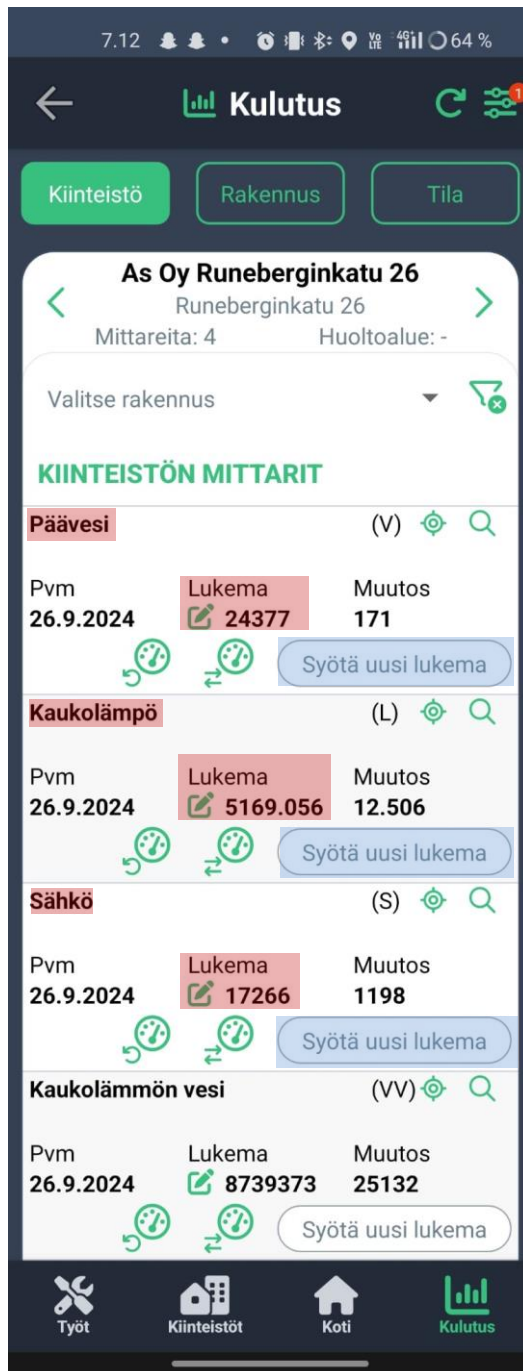 7.12 Yo LTE 4G 64 %
Kulutus 1
Kiinteistö Rakennus Tila
As Oy Runeberginkatu 26
Runeberginkatu 26
Mittareita: 4 Huoltoalue: -
Valitse rakennus
KIINTEISTÖN MITTARIT
Päävesi (V)
Pvm Lukema Muutos
26.9.2024 24377 171
Syötä uusi lukema
Kaukolämpö (L)
Pvm Lukema Muutos
26.9.2024 5169.056 12.506
Syötä uusi lukema
Sähkö (S)
Pvm Lukema Muutos
26.9.2024 17266 1198
Syötä uusi lukema
Kaukolämmön vesi (VV)
Pvm Lukema Muutos
26.9.2024 8739373 25132
Syötä uusi lukema
Työt Kiinteistöt Koti Kulutus